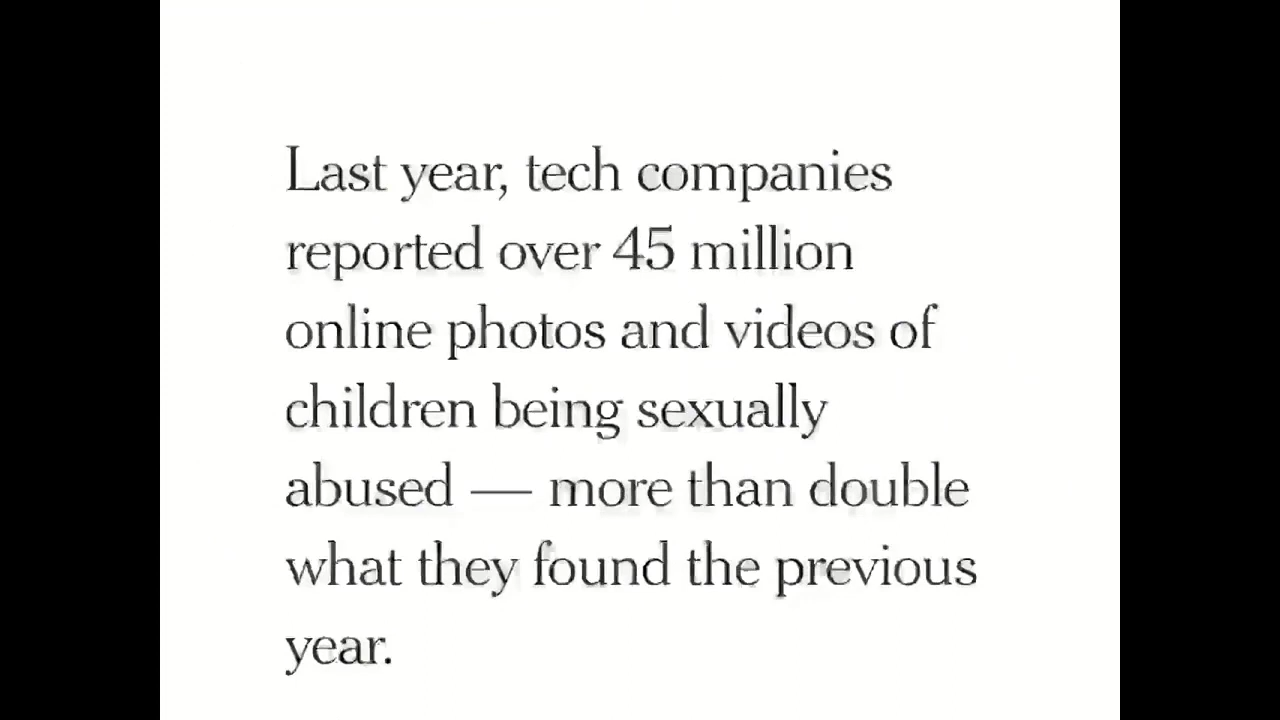 Last year, tech companies
reported over 45 million
online photos and videos of
children being sexually
abused — more than double
what they found the previous
year.